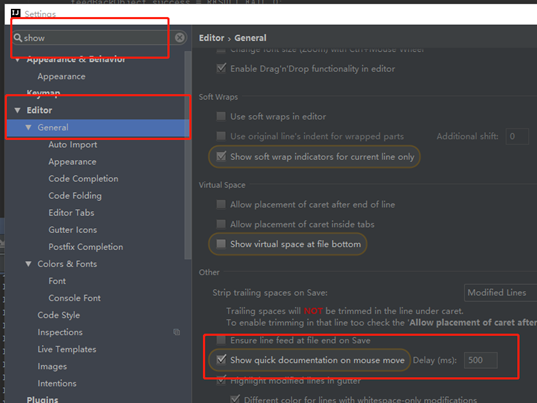 feedbackObject.success = RESULT_FAIL_0
Settings
show
Appearance & Behavior
Appearance
Keymap
Editor
General
Auto Import
Appearance
Code Completion
Code Folding
Editor Tabs
Gutter Icons
Postfix Completion
Colors & Fonts
Font
Console Font
Code Style
Inspections
Live Templates
Images
Intentions
Plugins
Editor › General
Change font size (Zoom) with Ctrl+Mouse Wheel
Enable Drag'n'Drop functionality in editor
Soft Wraps
Use soft wraps in editor
Use original line's indent for wrapped parts Additional shift: 0
Show soft wrap indicators for current line only
Virtual Space
Allow placement of caret after end of line
Allow placement of caret inside tabs
Show virtual space at file bottom
Other
Strip trailing spaces on Save: Modified Lines
Trailing spaces will NOT be trimmed in the line under caret.
To enable trimming in that line too check the 'Allow placement of caret after
Ensure line feed at file end on Save
Show quick documentation on mouse move Delay (ms): 500
Highlight modified lines in gutter
Different color for lines with whitespace-only modifications